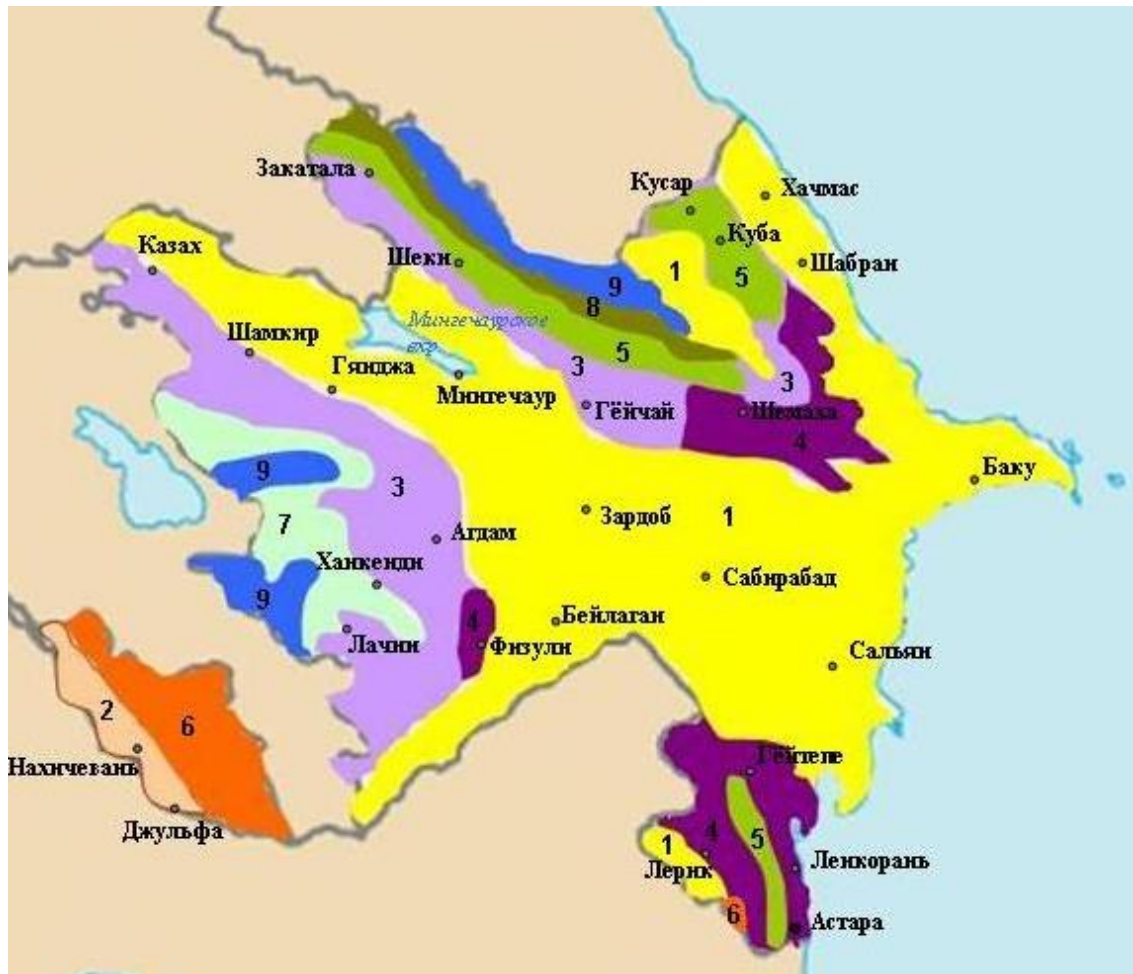 Закатала
Кусар
Хачмас
Куба
Казах
Шеки
1
5
Шабран
9
8
Мингечаурское
вхр.
Шамкир
5
Гянджа
3
3
Мингечаур
Гёйчай
Шемаха
4
9
3
Баку
7
Агдам
Зардоб
1
Ханкенди
Сабирабад
9
4
Бейлаган
Лачин
Физули
Сальян
2
6
Нахичевань
Гёйтепе
Джульфа
4
5
1
Лерик
Ленкорань
6
Астара